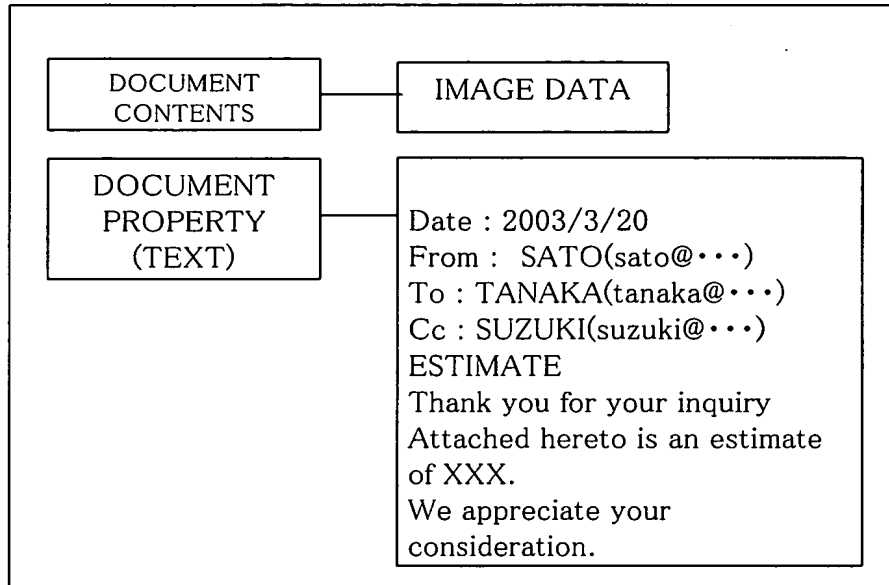 DOCUMENT
CONTENTS
IMAGE DATA
DOCUMENT
PROPERTY
(TEXT)
Date : 2003/3/20
From : SATO(sato@･･･)
To : TANAKA(tanaka@･･･)
Cc : SUZUKI(suzuki@･･･)
ESTIMATE
Thank you for your inquiry
Attached hereto is an estimate
of XXX.
We appreciate your
consideration.